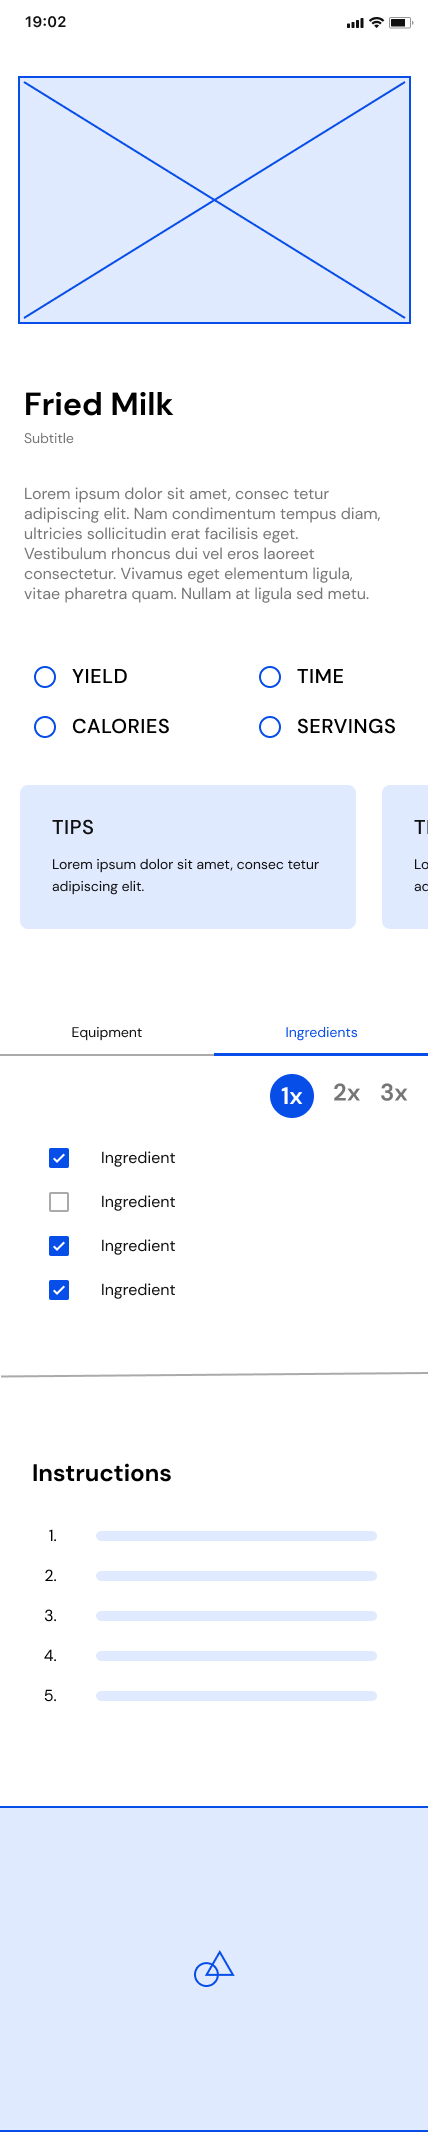 19:02
Fried Milk
Subtitle
Lorem ipsum dolor sit amet, consec tetur
adipiscing elit. Nam condimentum tempus diam,
ultricies sollicitudin erat facilisis eget.
Vestibulum rhoncus dui vel eros laoreet
consectetur. Vivamus eget elementum ligula,
vitae pharetra quam. Nullam at ligula sed metu.
YIELD
TIME
CALORIES
SERVINGS
TIPS
Lorem ipsum dolor sit amet, consec tetur
adipiscing elit.
Equipment
Ingredients
1x 2x 3x
Ingredient
Ingredient
Ingredient
Ingredient
Instructions
1.
2.
3.
4.
5.